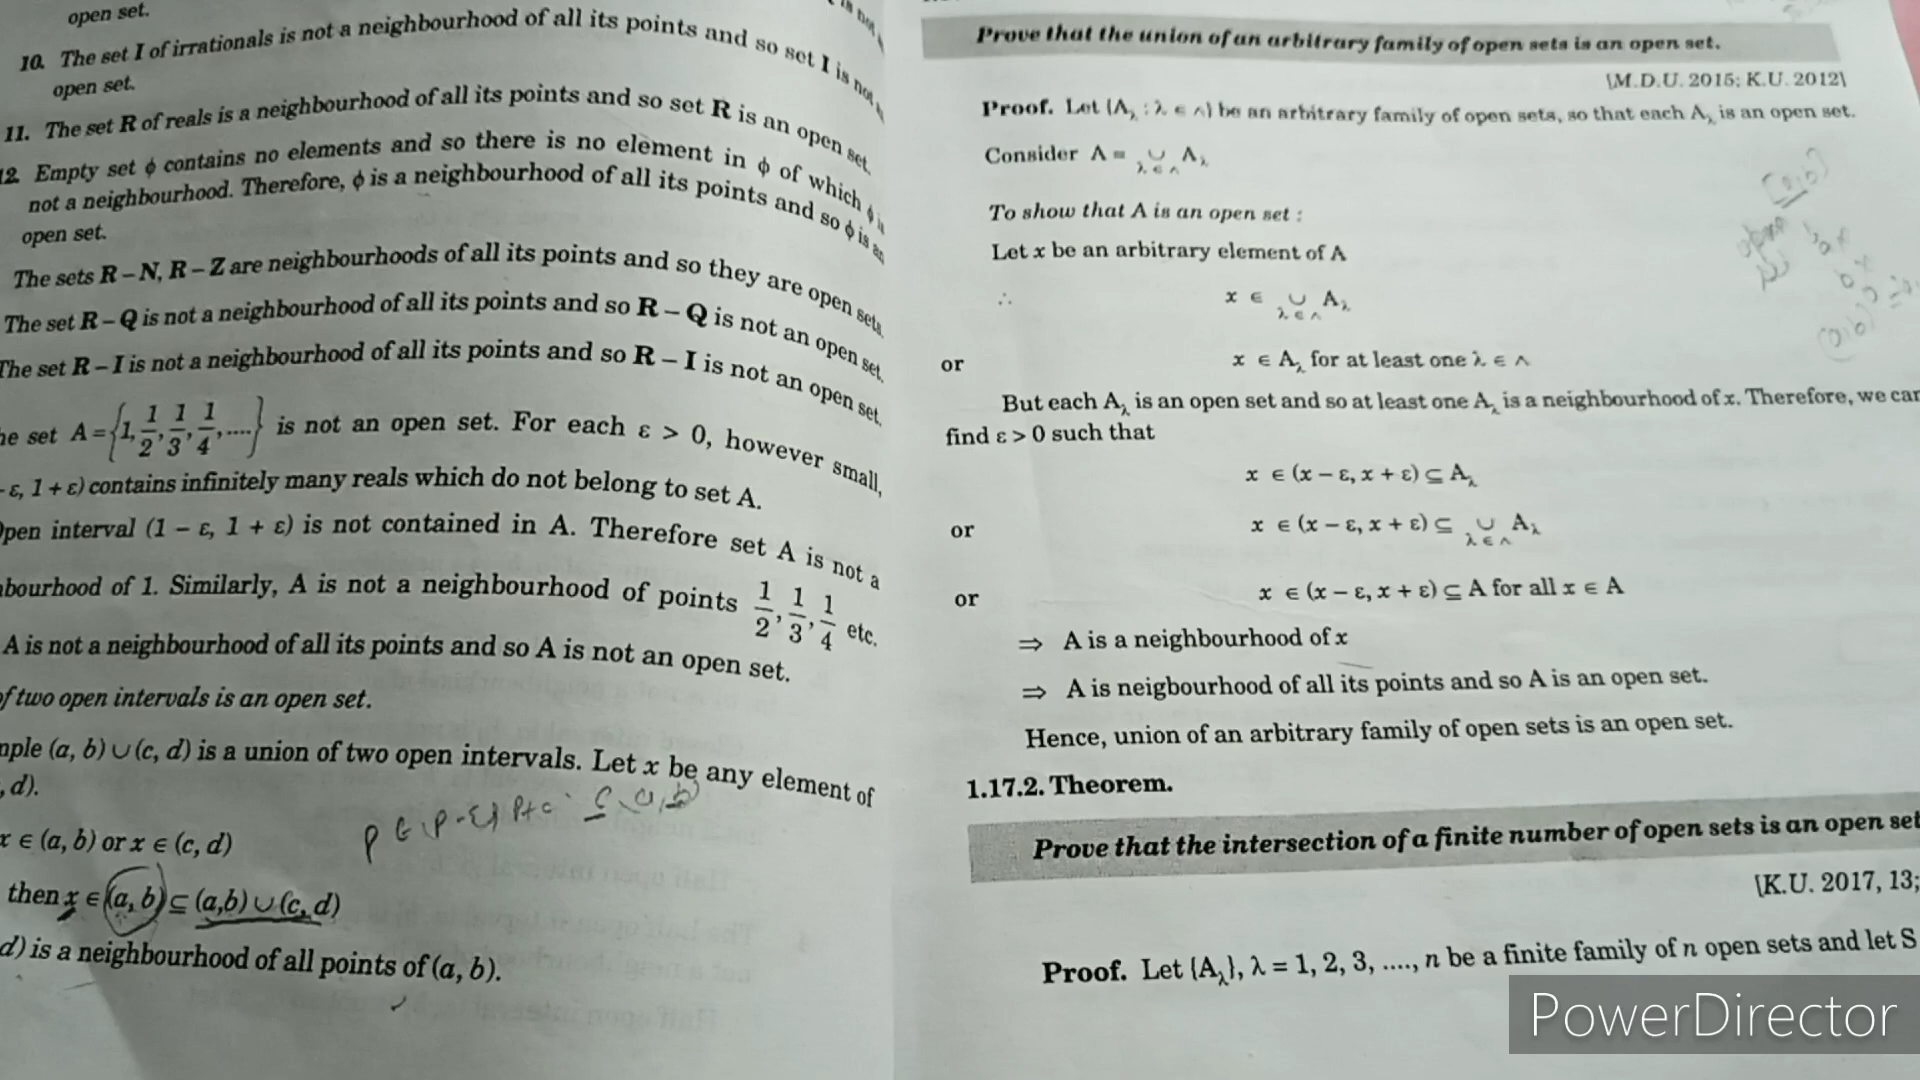 open set.
10. The set I of irrationals is not a neighbourhood of all its points and so set I is not
open set.
11. The set R of reals is a neighbourhood of all its points and so set R is an open set.
12. Empty set ϕ contains no elements and so there is no element in ϕ of which ϕ is
not a neighbourhood. Therefore, ϕ is a neighbourhood of all its points and so ϕ is an
open set.
The sets R – N, R – Z are neighbourhoods of all its points and so they are open sets.
The set R – Q is not a neighbourhood of all its points and so R – Q is not an open set.
The set R – I is not a neighbourhood of all its points and so R – I is not an open set.
he set A = {1, 1/2, 1/3, 1/4, ....} is not an open set. For each ε > 0, however small,
– ε, 1 + ε) contains infinitely many reals which do not belong to set A.
Open interval (1 – ε, 1 + ε) is not contained in A. Therefore set A is not a
bourhood of 1. Similarly, A is not a neighbourhood of points 1/2, 1/3, 1/4 etc.
A is not a neighbourhood of all its points and so A is not an open set.
of two open intervals is an open set.
mple (a, b) ∪ (c, d) is a union of two open intervals. Let x be any element of
, d).
x ∈ (a, b) or x ∈ (c, d)
then x ∈ (a, b) ⊆ (a,b) ∪ (c, d)
d) is a neighbourhood of all points of (a, b).
Prove that the union of an arbitrary family of open sets is an open set.
[M.D.U. 2015; K.U. 2012]
Proof. Let {A_λ : λ ∈ ∧} be an arbitrary family of open sets, so that each A_λ is an open set.
Consider A = ∪_{λ ∈ ∧} A_λ
To show that A is an open set :
Let x be an arbitrary element of A
∴ x ∈ ∪_{λ ∈ ∧} A_λ
or x ∈ A_λ for at least one λ ∈ ∧
But each A_λ is an open set and so at least one A_λ is a neighbourhood of x. Therefore, we can
find ε > 0 such that
x ∈ (x – ε, x + ε) ⊆ A_λ
or x ∈ (x – ε, x + ε) ⊆ ∪_{λ ∈ ∧} A_λ
or x ∈ (x – ε, x + ε) ⊆ A for all x ∈ A
⇒ A is a neighbourhood of x
⇒ A is neigbourhood of all its points and so A is an open set.
Hence, union of an arbitrary family of open sets is an open set.
1.17.2. Theorem.
Prove that the intersection of a finite number of open sets is an open set
[K.U. 2017, 13;
Proof. Let {A_λ}, λ = 1, 2, 3, ...., n be a finite family of n open sets and let S
PowerDirector